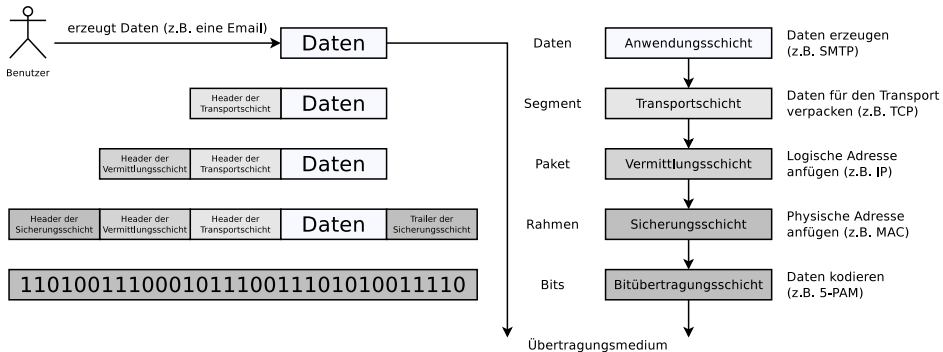 erzeugt Daten (z.B. eine Email)
Daten
Benutzer
Header der
Transportschicht
Daten
Header der
Vermittlungsschicht
Header der
Transportschicht
Daten
Header der
Sicherungsschicht
Header der
Vermittlungsschicht
Header der
Transportschicht
Daten
Trailer der
Sicherungsschicht
11010011100010111001110101001111​0
Daten
Anwendungsschicht
Daten erzeugen
(z.B. SMTP)
Segment
Transportschicht
Daten für den Transport
verpacken (z.B. TCP)
Paket
Vermittlungsschicht
Logische Adresse
anfügen (z.B. IP)
Rahmen
Sicherungsschicht
Physische Adresse
anfügen (z.B. MAC)
Bits
Bitübertragungsschicht
Daten kodieren
(z.B. 5-PAM)
Übertragungsmedium